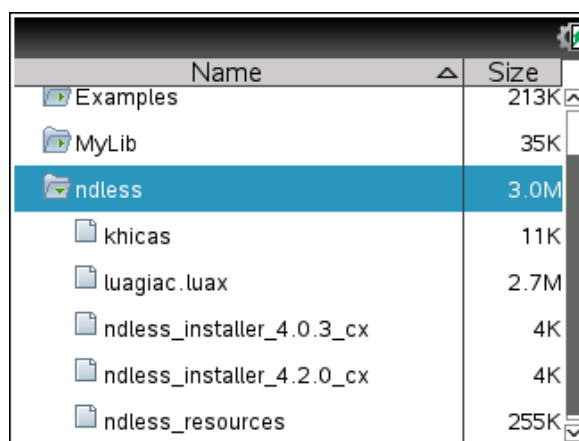 Name Size
Examples 213K
MyLib 35K
ndless 3.0M
khicas 11K
luagiac.luax 2.7M
ndless_installer_4.0.3_cx 4K
ndless_installer_4.2.0_cx 4K
ndless_resources 255K